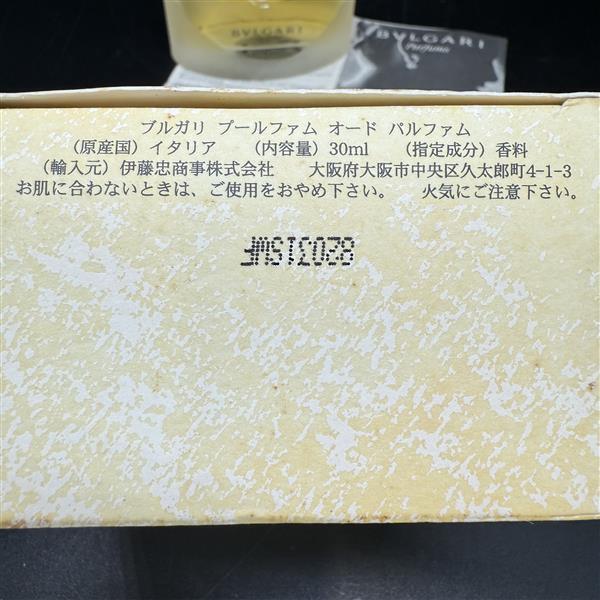 BVLGARI
BVLGARI
Parfums
ブルガリ プールファム オード パルファム
（原産国）イタリア （内容量）30ml （指定成分）香料
（輸入元）伊藤忠商事株式会社 大阪府大阪市中央区久太郎町4-1-3
お肌に合わないときは、ご使用をおやめ下さい。 火気にご注意下さい。